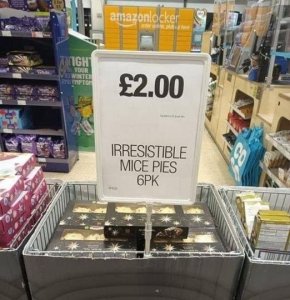 amazonlocker
£2.00
IRRESISTIBLE
MICE PIES
6PK